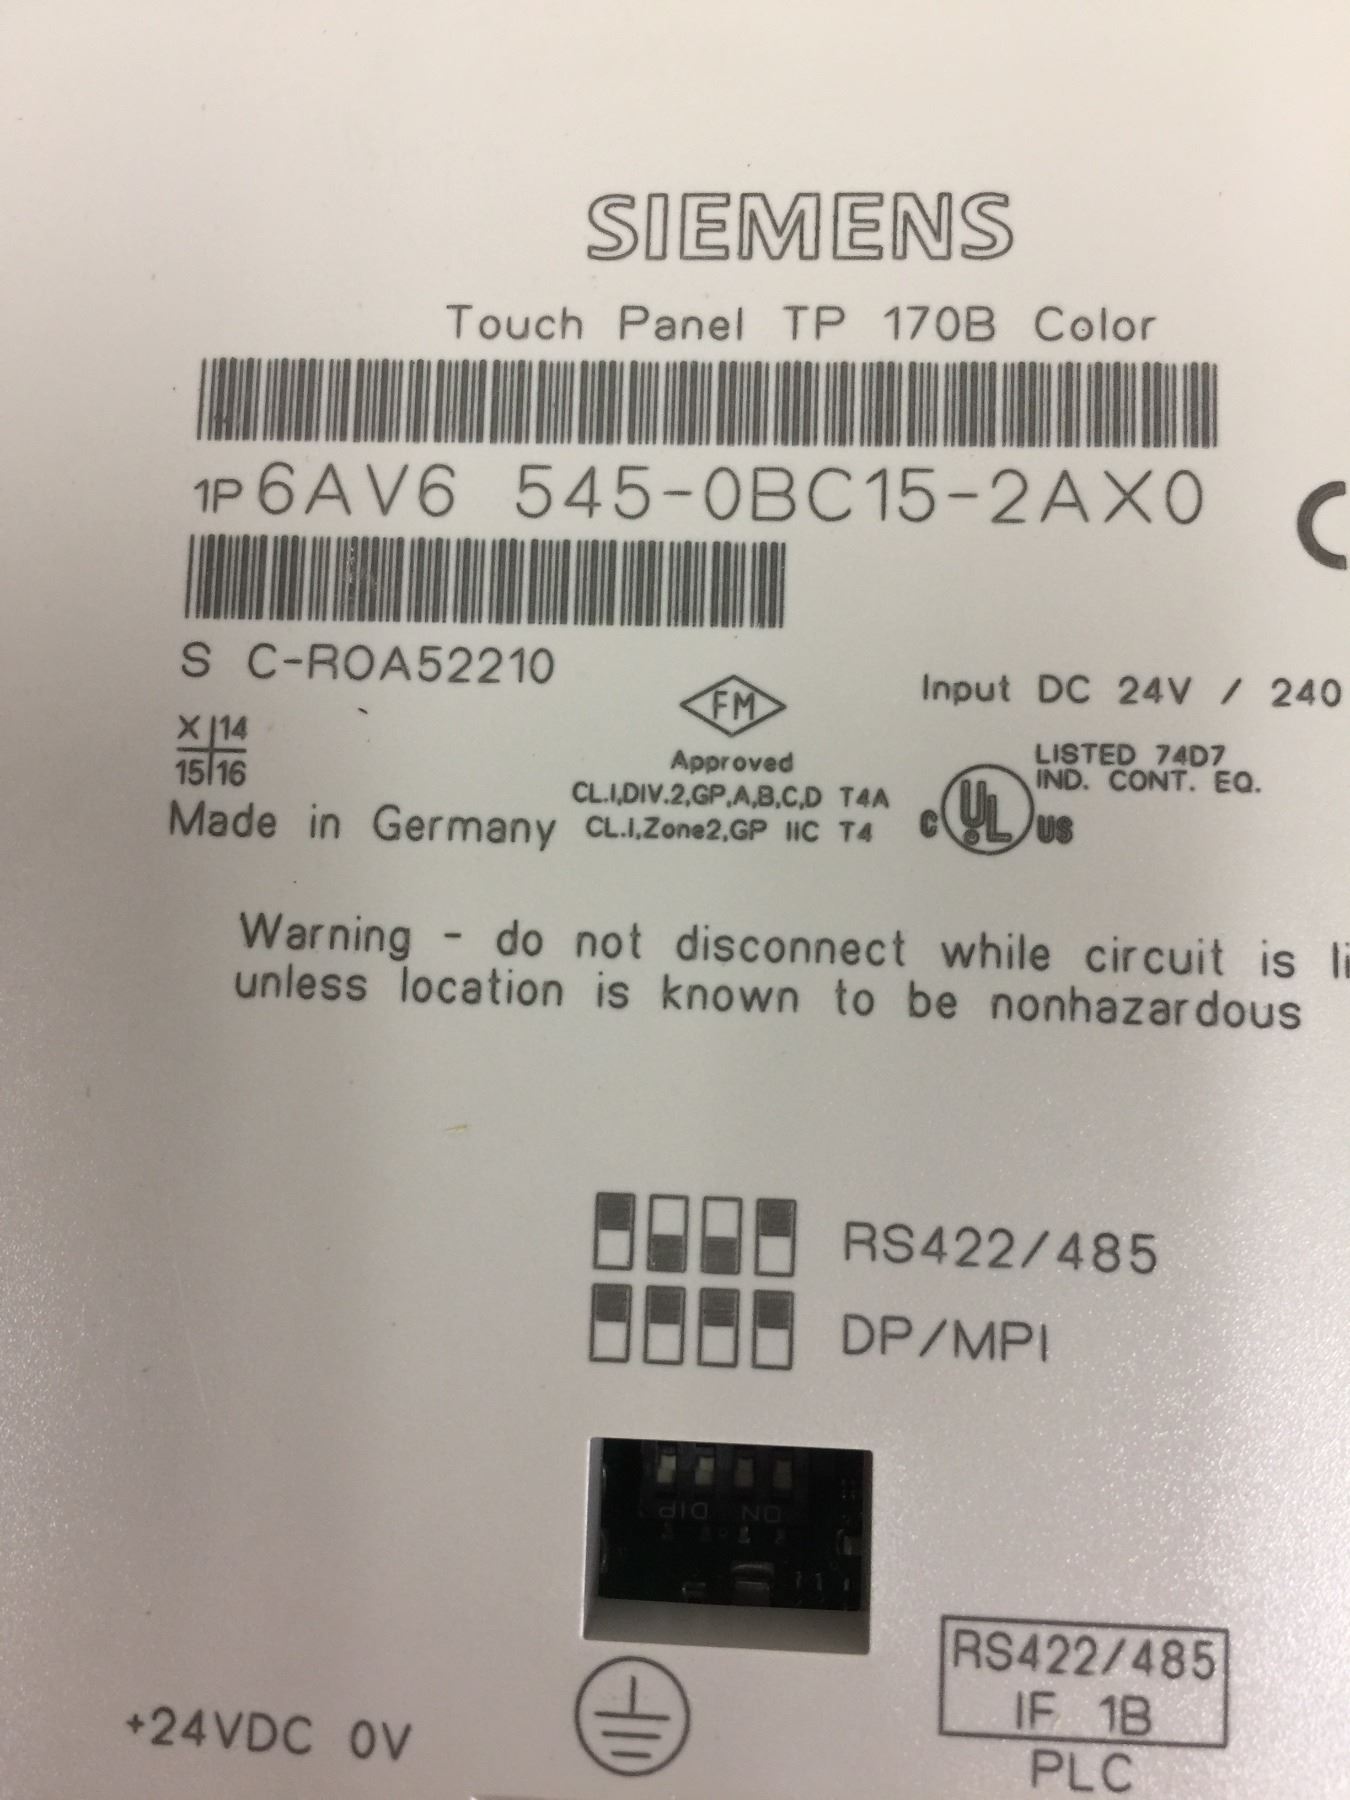 SIEMENS
Touch Panel TP 170B Color
1P 6AV6 545-0BC15-2AX0
S C-R0A52210
X 14
15 16
Made in Germany
FM
Approved
CL.I,DIV.2,GP,A,B,C,D T4A
CL.I,Zone2,GP IIC T4
Input DC 24V / 240
LISTED 74D7
IND. CONT. EQ.
C UL US
Warning - do not disconnect while circuit is li
unless location is known to be nonhazardous
RS422/485
DP/MPI
DIP ON
+24VDC 0V
RS422/485
IF 1B
PLC